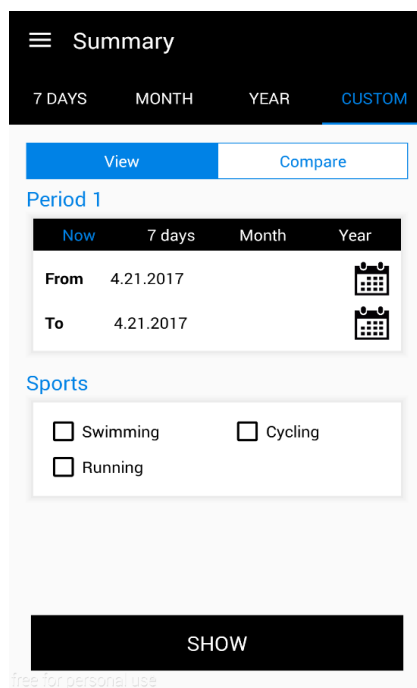 Summary
7 DAYS MONTH YEAR CUSTOM
View Compare
Period 1
Now 7 days Month Year
From 4.21.2017
To 4.21.2017
Sports
Swimming Cycling
Running
SHOW
free for personal use